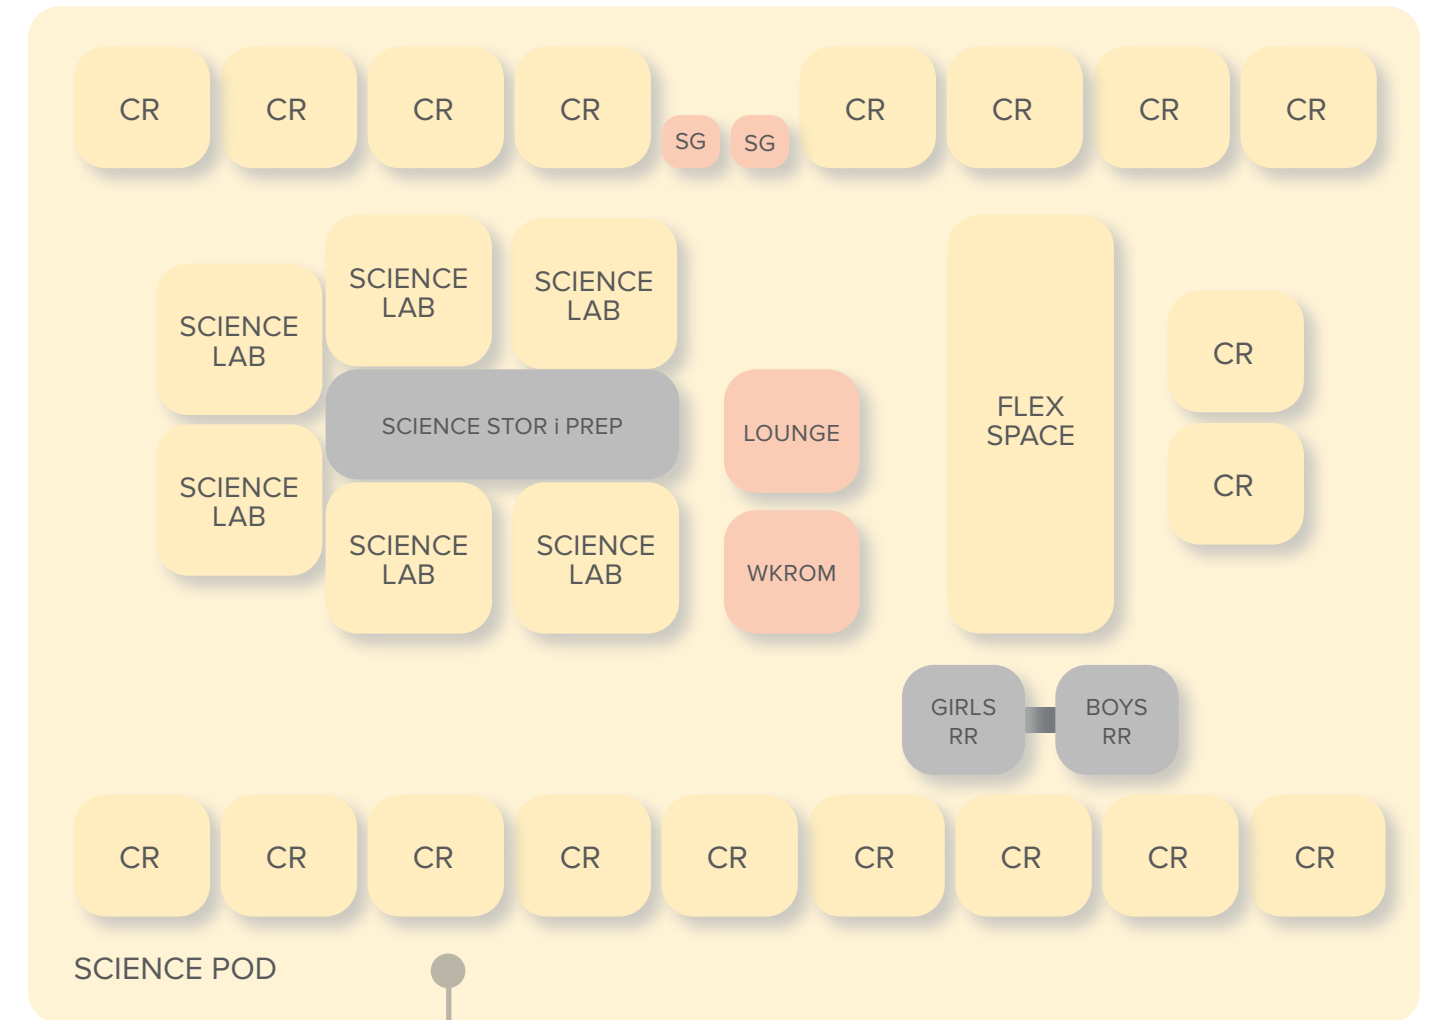 CR CR CR CR CR CR CR CR
SG SG
SCIENCE
LAB
SCIENCE
LAB
SCIENCE
LAB
SCIENCE
LAB
SCIENCE
LAB
SCIENCE
LAB
SCIENCE STOR i PREP
LOUNGE
WKROM
FLEX
SPACE
CR
CR
GIRLS
RR
BOYS
RR
CR CR CR CR CR CR CR CR CR
SCIENCE POD